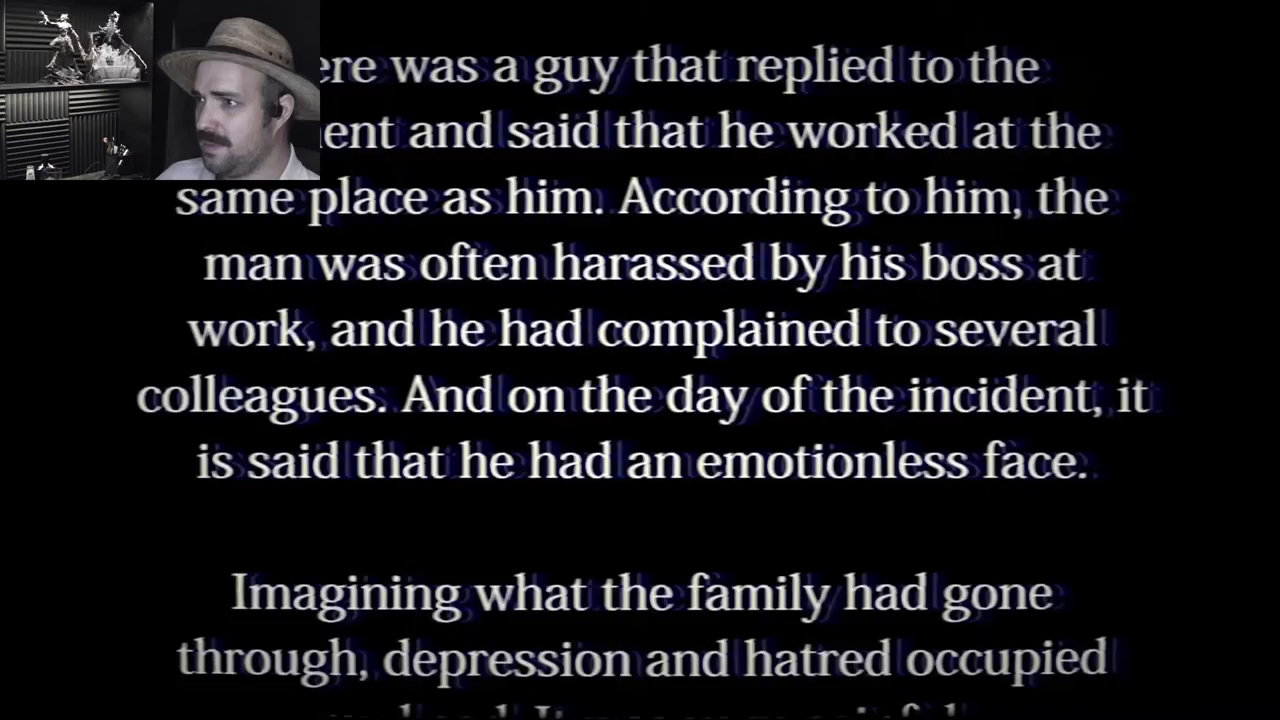 was a guy that replied to the
and said that he worked at the
same place as him. According to him, the
man was often harassed by his boss at
work, and he had complained to several
colleagues. And on the day of the incident, it
is said that he had an emotionless face.
Imagining what the family had gone
through, depression and hatred occupied